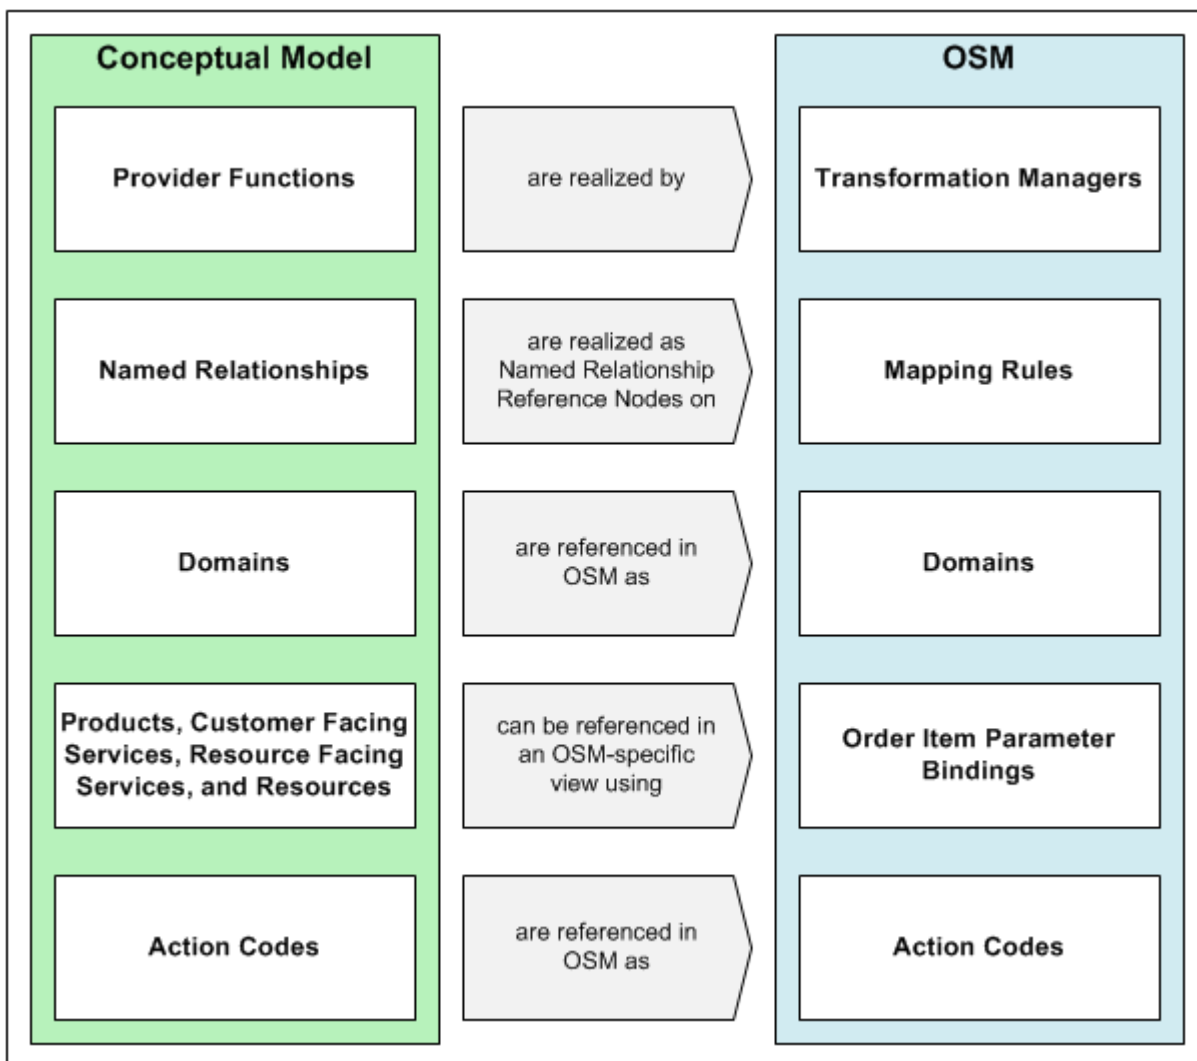 Conceptual Model
OSM
Provider Functions
are realized by
Transformation Managers
Named Relationships
are realized as
Named Relationship
Reference Nodes on
Mapping Rules
Domains
are referenced in
OSM as
Domains
Products, Customer Facing
Services, Resource Facing
Services, and Resources
can be referenced in
an OSM-specific
view using
Order Item Parameter
Bindings
Action Codes
are referenced in
OSM as
Action Codes